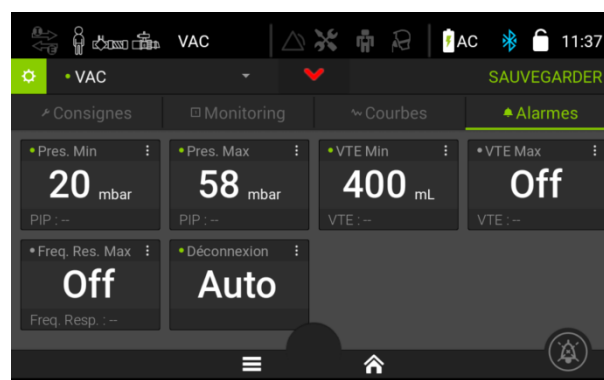 VAC AC 11:37
VAC SAUVEGARDER
Consignes Monitoring Courbes Alarmes
Pres. Min Pres. Max VTE Min VTE Max
20 mbar 58 mbar 400 mL Off
PIP : -- PIP : -- VTE : -- VTE : --
Freq. Res. Max Déconnexion
Off Auto
Freq. Resp. : --